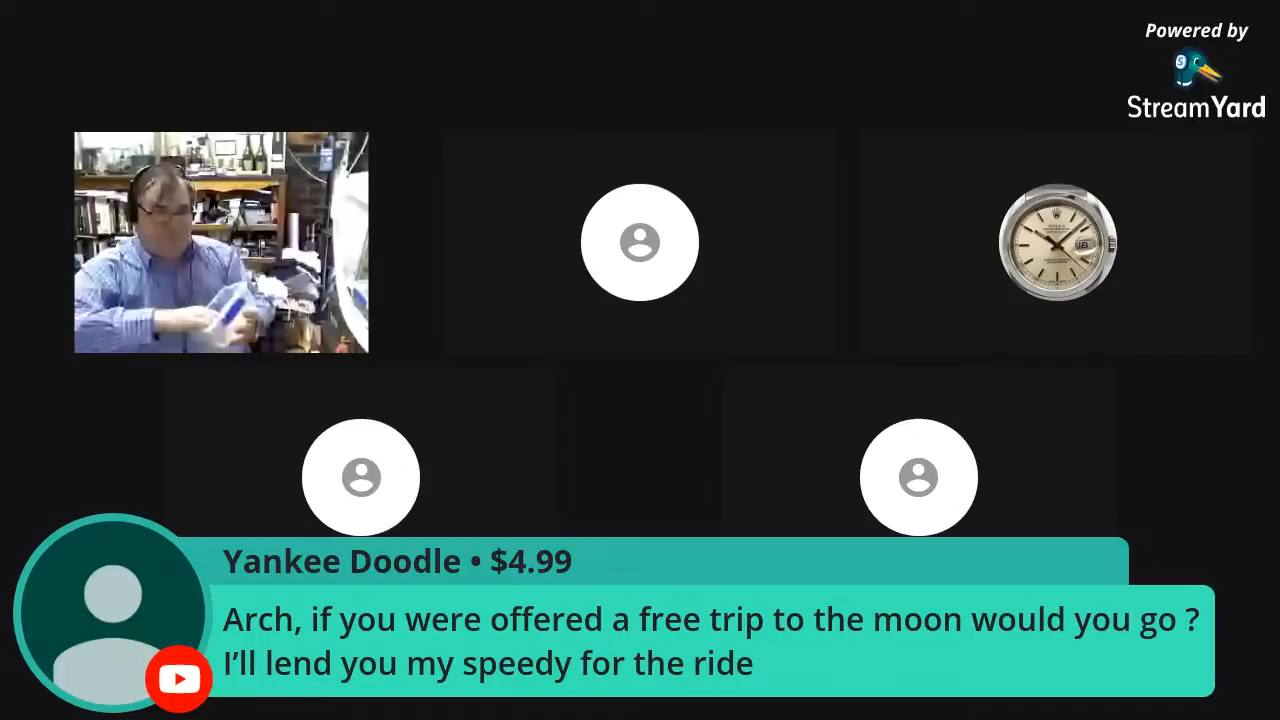 Powered by
StreamYard
18
Yankee Doodle • $4.99
Arch, if you were offered a free trip to the moon would you go ?
I’ll lend you my speedy for the ride